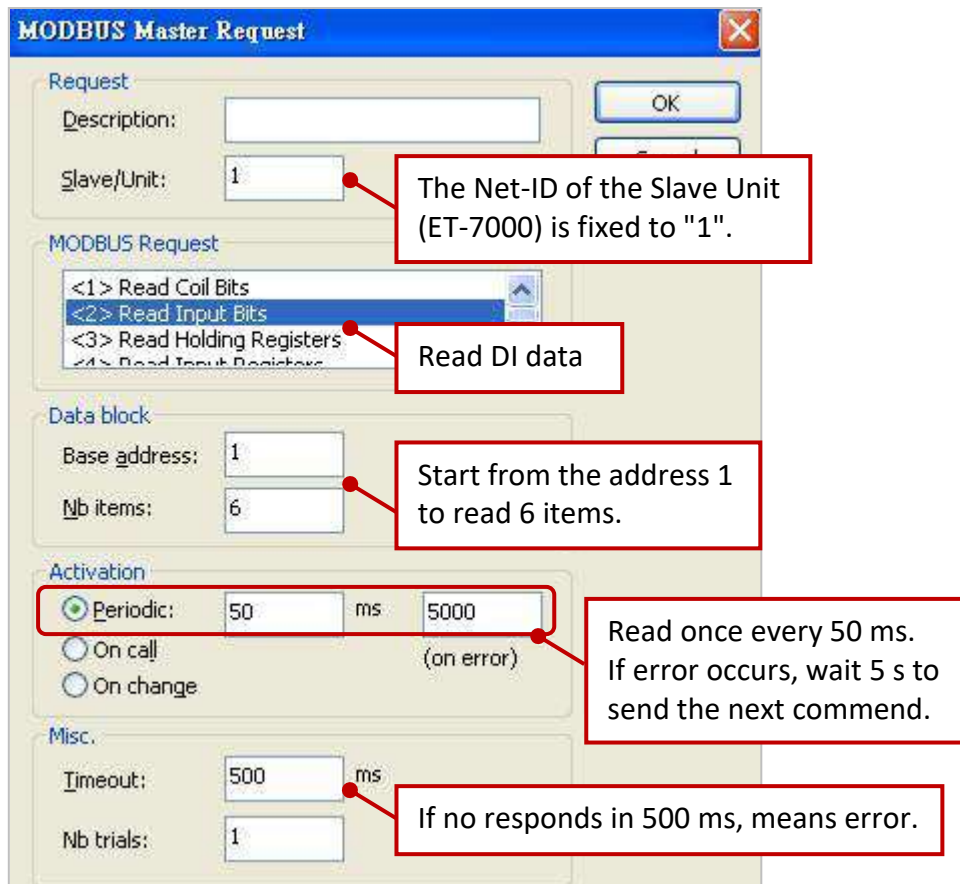 MODBUS Master Request
Request
Description:
OK
Slave/Unit: 1
The Net-ID of the Slave Unit
(ET-7000) is fixed to "1".
MODBUS Request
<1> Read Coil Bits
<2> Read Input Bits
<3> Read Holding Registers
<4> Read Input Registers
Read DI data
Data block
Base address: 1
Nb items: 6
Start from the address 1
to read 6 items.
Activation
Periodic: 50 ms 5000
On call (on error)
On change
Read once every 50 ms.
If error occurs, wait 5 s to
send the next commend.
Misc.
Timeout: 500 ms
Nb trials: 1
If no responds in 500 ms, means error.